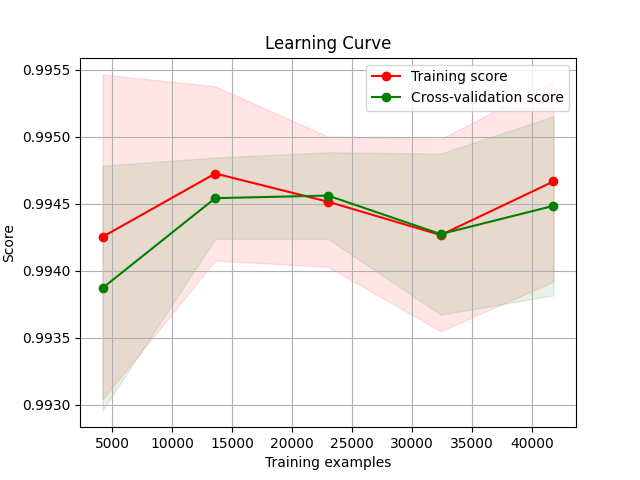 Learning Curve
Training score
Cross-validation score
0.9955
0.9950
0.9945
0.9940
0.9935
0.9930
Score
5000 10000 15000 20000 25000 30000 35000 40000
Training examples